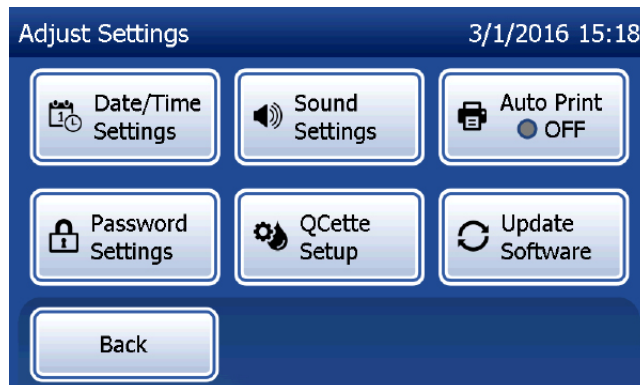 Adjust Settings 3/1/2016 15:18
Date/Time
Settings
Sound
Settings
Auto Print
OFF
Password
Settings
QCette
Setup
Update
Software
Back